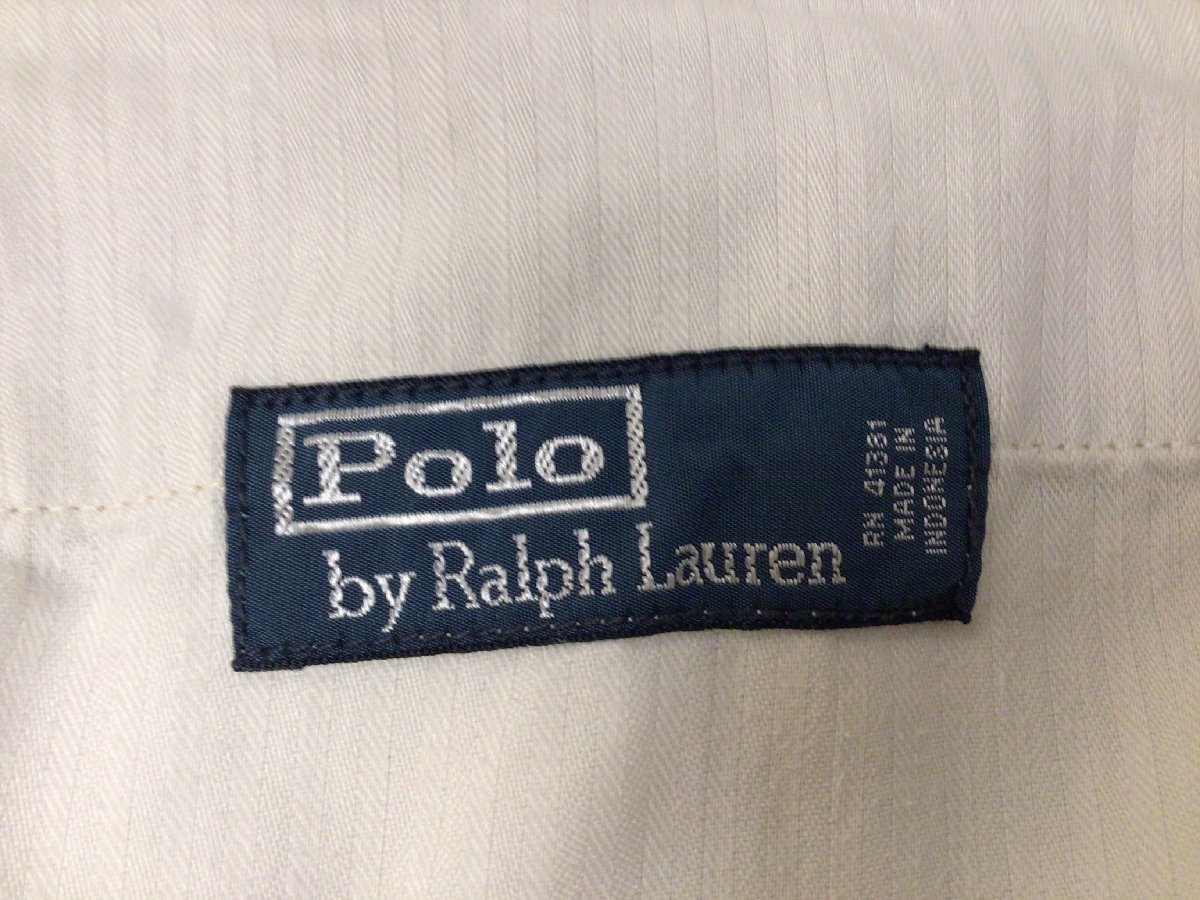 Polo
by Ralph Lauren
RN 41381
MADE IN
INDONESIA